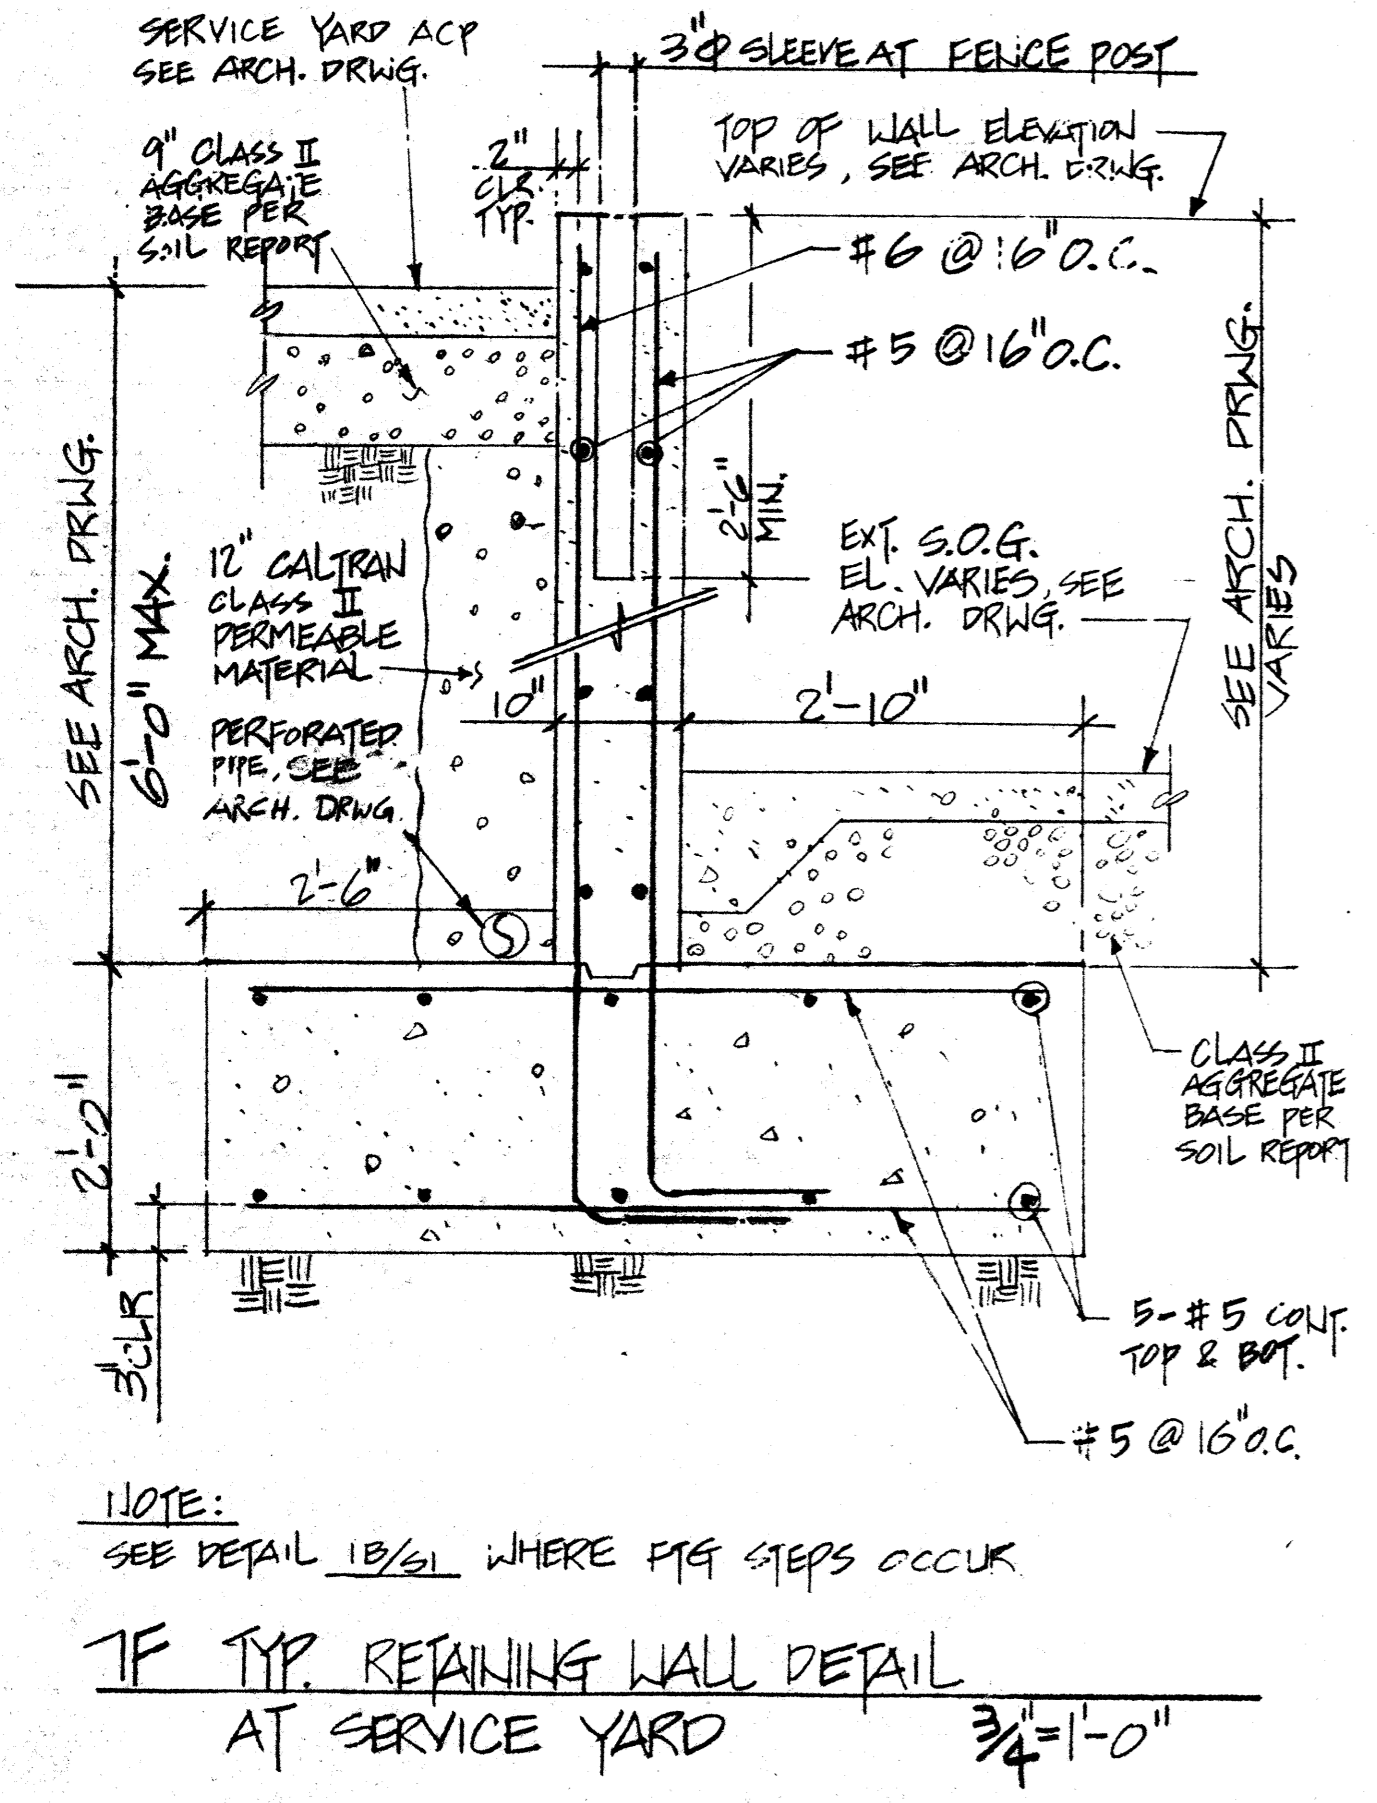 SERVICE YARD ACP
SEE ARCH. DRWG.
3"Φ SLEEVE AT FENCE POST
TOP OF WALL ELEVATION
VARIES, SEE ARCH. DRWG.
9" CLASS II
AGGREGATE
BASE PER
SOIL REPORT
2"
CLR.
TYP.
#6 @ 16" O.C.
#5 @ 16" O.C.
SEE ARCH. DRWG.
6'-0" MAX.
2'-6"
MIN.
SEE ARCH. DRWG.
VARIES
12" CALTRAN
CLASS II
PERMEABLE
MATERIAL
EXT. S.O.G.
EL. VARIES, SEE
ARCH. DRWG.
10"
2'-10"
PERFORATED
PIPE, SEE
ARCH. DRWG.
2'-6"
CLASS II
AGGREGATE
BASE PER
SOIL REPORT
2'-0"
3" CLR
5-#5 CONT.
TOP & BOT.
#5 @ 16" O.C.
NOTE:
SEE DETAIL 1B/S1 WHERE FTG STEPS OCCUR
7F TYP. RETAINING WALL DETAIL
AT SERVICE YARD
3/4"=1'-0"